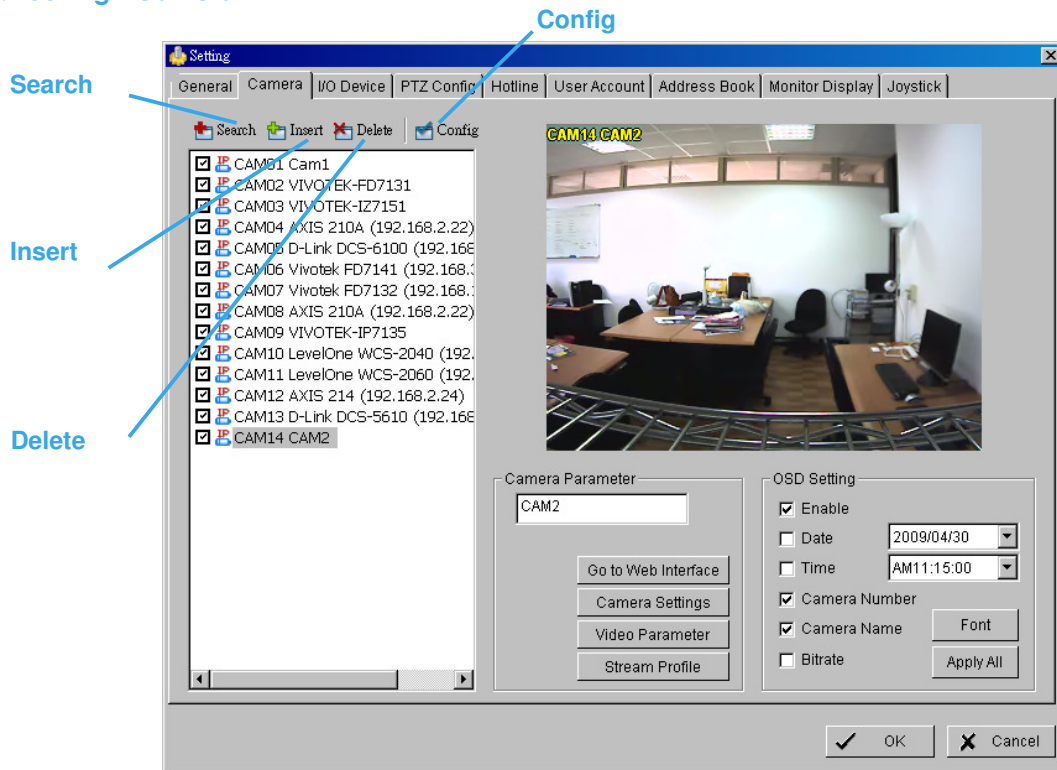 Config
Setting
Search
General Camera I/O Device PTZ Config Hotline User Account Address Book Monitor Display Joystick
Search Insert Delete Config
CAM14 CAM2
CAM01 Cam1
CAM02 VIVOTEK-FD7131
CAM03 VIVOTEK-IZ7151
CAM04 AXIS 210A (192.168.2.22)
Insert
CAM05 D-Link DCS-6100 (192.168
CAM06 Vivotek FD7141 (192.168.
CAM07 Vivotek FD7132 (192.168.
CAM08 AXIS 210A (192.168.2.22)
CAM09 VIVOTEK-IP7135
CAM10 LevelOne WCS-2040 (192.
CAM11 LevelOne WCS-2060 (192.
CAM12 AXIS 214 (192.168.2.24)
CAM13 D-Link DCS-5610 (192.168
CAM14 CAM2
Delete
Camera Parameter
CAM2
Go to Web Interface
Camera Settings
Video Parameter
Stream Profile
OSD Setting
Enable
Date 2009/04/30
Time AM11:15:00
Camera Number
Camera Name Font
Bitrate Apply All
OK Cancel